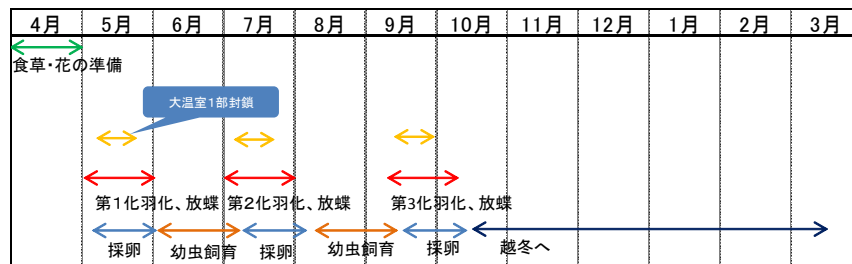 4月 5月 6月 7月 8月 9月 10月 11月 12月 1月 2月 3月
食草・花の準備
大温室1部封鎖
第1化羽化、放蝶 第2化羽化、放蝶 第3化羽化、放蝶
採卵 幼虫飼育 採卵 幼虫飼育 採卵 越冬へ